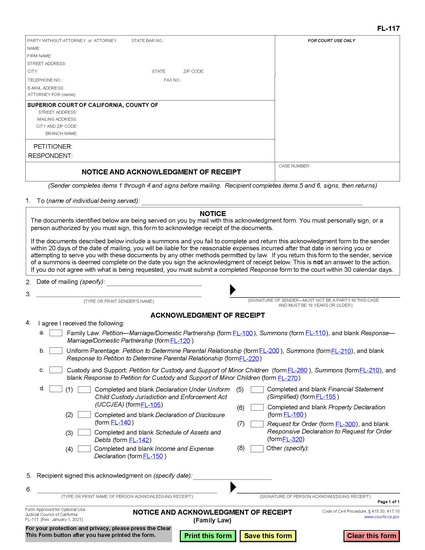 FL-117
PARTY WITHOUT ATTORNEY or ATTORNEY STATE BAR NO.:
FOR COURT USE ONLY
NAME:
FIRM NAME:
STREET ADDRESS:
CITY: STATE: ZIP CODE:
TELEPHONE NO.: FAX NO.:
E-MAIL ADDRESS:
ATTORNEY FOR (name):
SUPERIOR COURT OF CALIFORNIA, COUNTY OF
STREET ADDRESS:
MAILING ADDRESS:
CITY AND ZIP CODE:
BRANCH NAME:
PETITIONER:
RESPONDENT:
NOTICE AND ACKNOWLEDGMENT OF RECEIPT
CASE NUMBER:
(Sender completes items 1 through 4 and signs before mailing. Recipient completes items 5 and 6, signs, then returns)
1. To (name of individual being served):
NOTICE
The documents identified below are being served on you by mail with this acknowledgment form. You must personally sign, or a
person authorized by you must sign, this form to acknowledge receipt of the documents.
If the documents described below include a summons and you fail to complete and return this acknowledgment form to the sender
within 20 days of the date of mailing, you will be liable for the reasonable expenses incurred after that date in serving you or
attempting to serve you with these documents by any other methods permitted by law. If you return this form to the sender, service
of a summons is deemed complete on the date you sign the acknowledgment of receipt below. This is not an answer to the action.
If you do not agree with what is being requested, you must submit a completed Response form to the court within 30 calendar days.
2. Date of mailing (specify):
3.
(TYPE OR PRINT SENDER'S NAME)
(SIGNATURE OF SENDER—MUST NOT BE A PARTY IN THIS CASE
AND MUST BE 18 YEARS OR OLDER)
ACKNOWLEDGMENT OF RECEIPT
4. I agree I received the following:
a. Family Law: Petition—Marriage/Domestic Partnership (form FL-100), Summons (form FL-110), and blank Response—
Marriage/Domestic Partnership (form FL-120)
b. Uniform Parentage: Petition to Determine Parental Relationship (form FL-200), Summons (form FL-210), and blank
Response to Petition to Determine Parental Relationship (form FL-220)
c. Custody and Support: Petition for Custody and Support of Minor Children (form FL-260), Summons (form FL-210), and
blank Response to Petition for Custody and Support of Minor Children (form FL-270)
d. (1) Completed and blank Declaration Under Uniform
Child Custody Jurisdiction and Enforcement Act
(UCCJEA) (form FL-105)
(2) Completed and blank Declaration of Disclosure
(form FL-140)
(3) Completed and blank Schedule of Assets and
Debts (form FL-142)
(4) Completed and blank Income and Expense
Declaration (form FL-150)
(5) Completed and blank Financial Statement
(Simplified) (form FL-155)
(6) Completed and blank Property Declaration
(form FL-160)
(7) Request for Order (form FL-300), and blank
Responsive Declaration to Request for Order
(form FL-320)
(8) Other (specify):
5. Recipient signed this acknowledgment on (specify date):
6.
(TYPE OR PRINT NAME OF PERSON ACKNOWLEDGING RECEIPT)
(SIGNATURE OF PERSON ACKNOWLEDGING RECEIPT)
Page 1 of 1
Form Approved for Optional Use
Judicial Council of California
FL-117 [Rev. January 1, 2021]
NOTICE AND ACKNOWLEDGMENT OF RECEIPT
(Family Law)
Code of Civil Procedure, §§ 415.30, 417.10
www.courts.ca.gov
For your protection and privacy, please press the Clear
This Form button after you have printed the form.
Print this form
Save this form
Clear this form